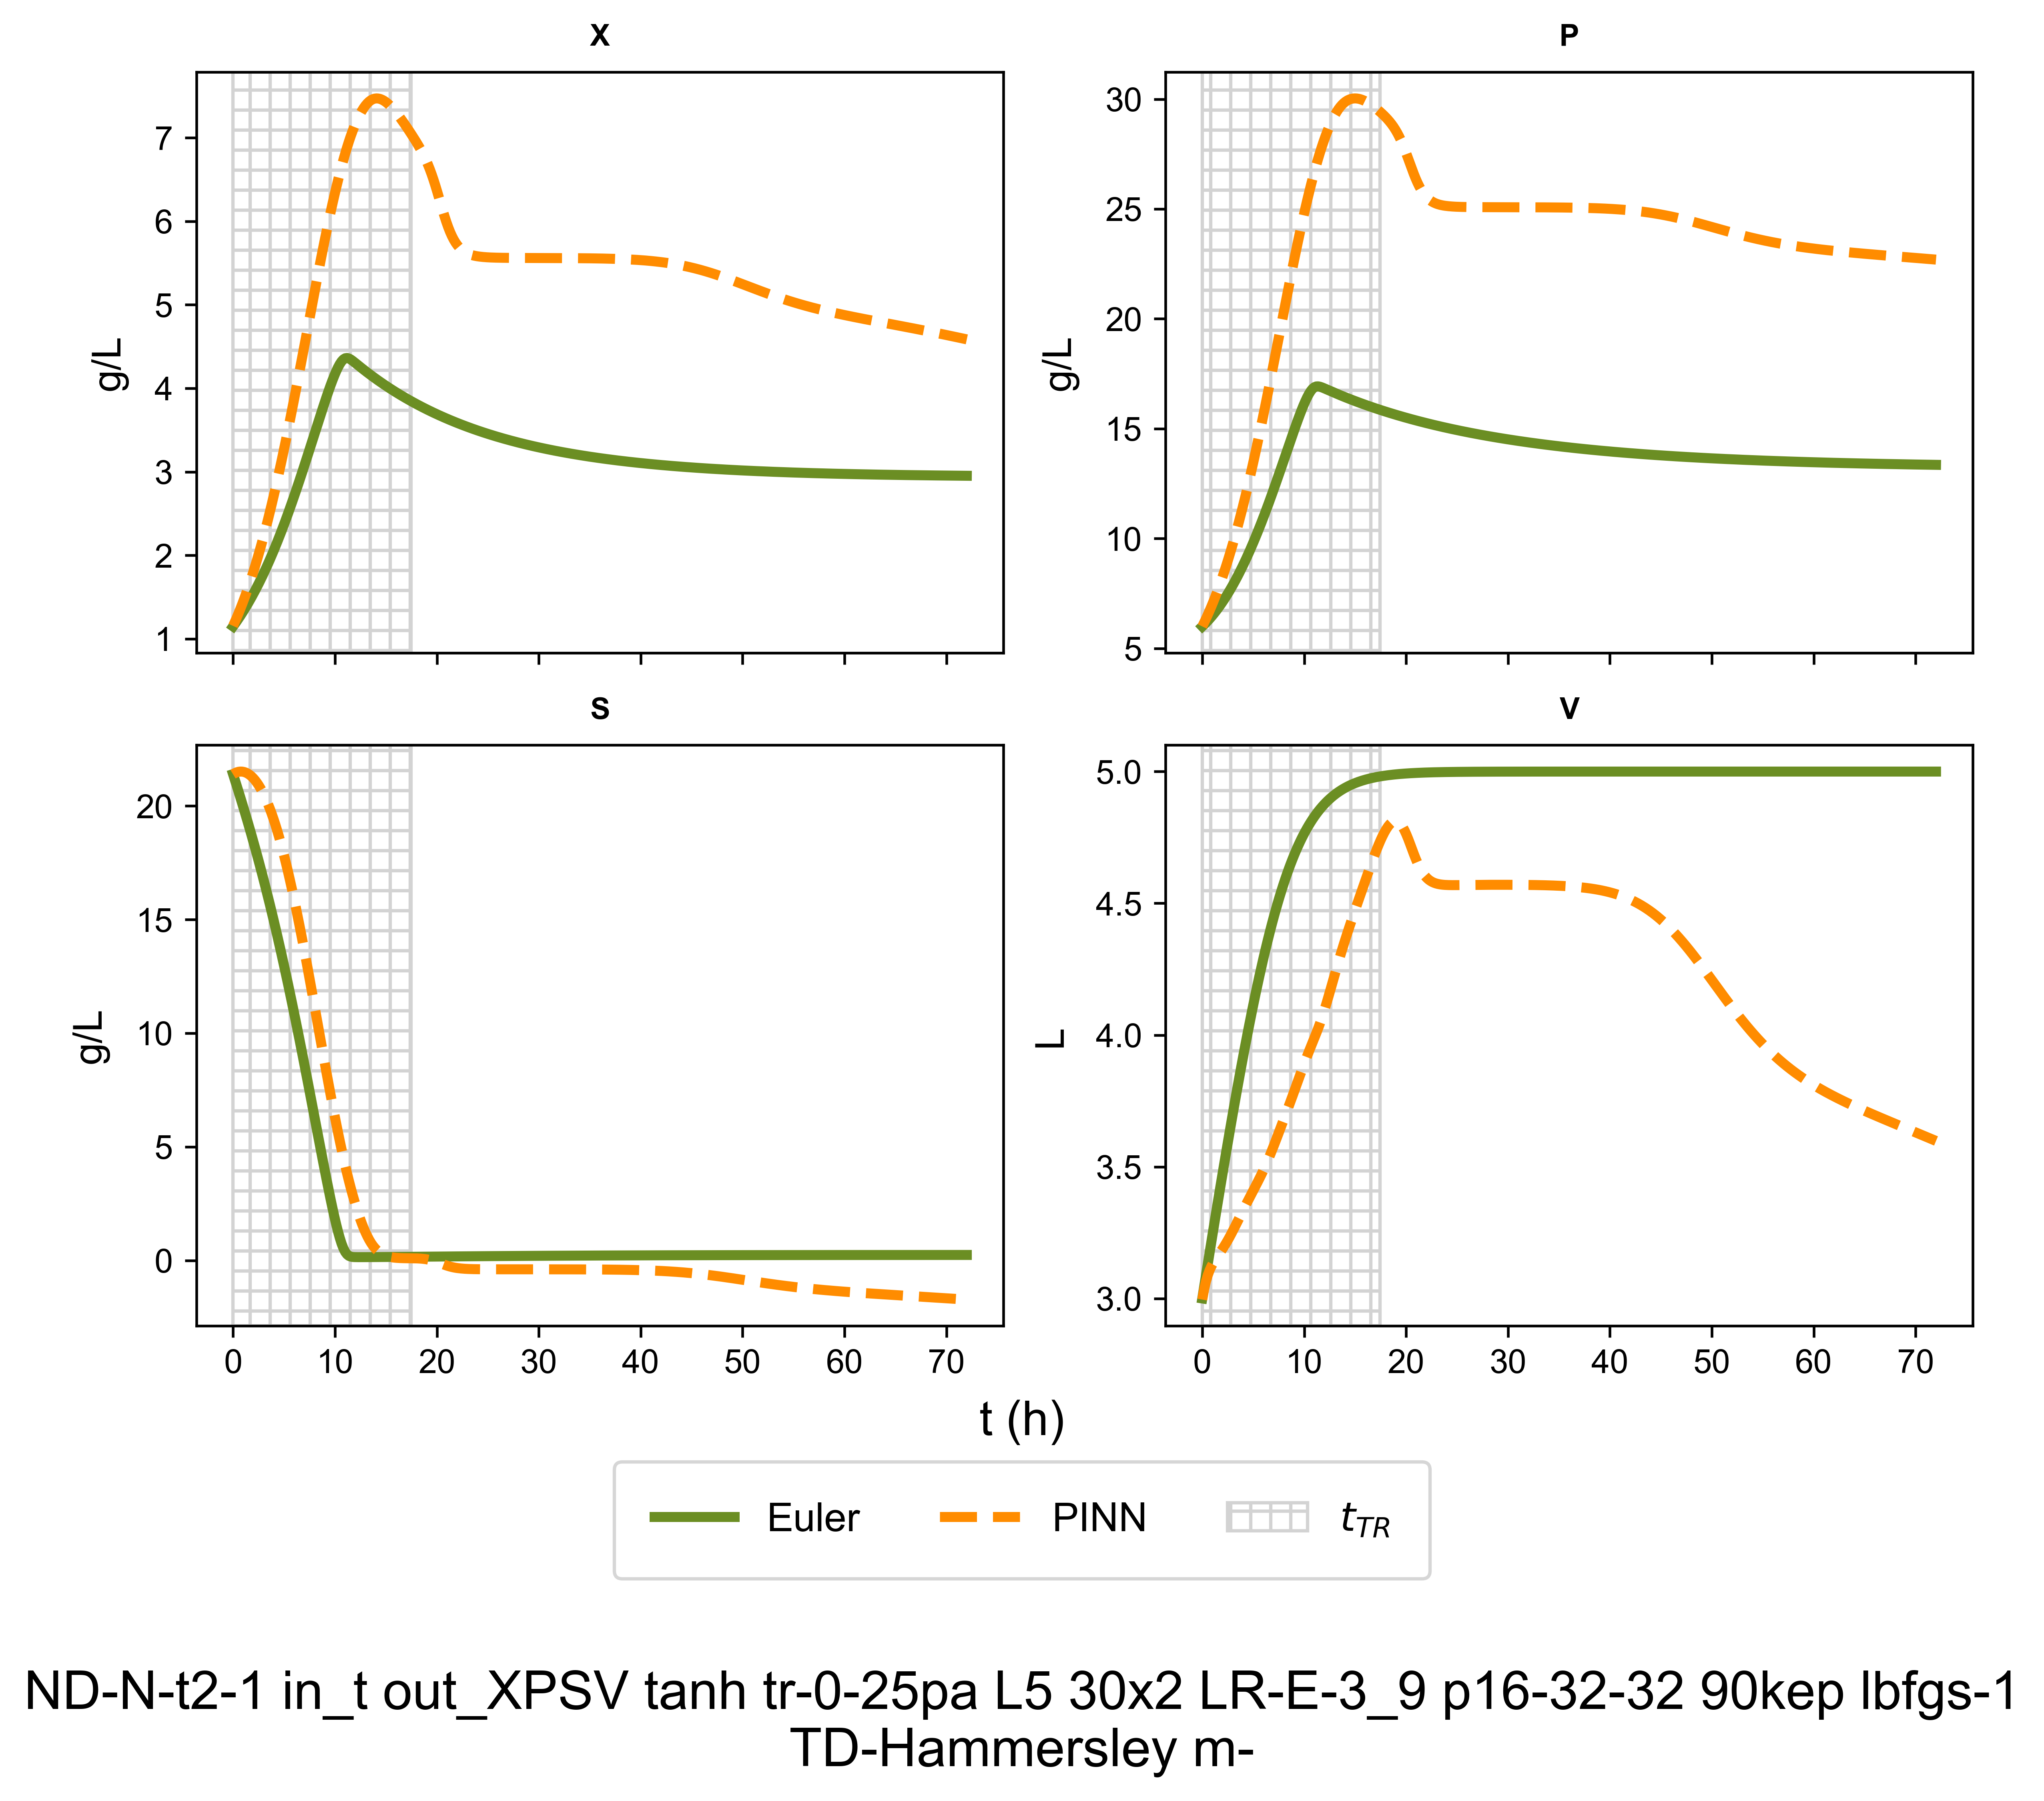 X
P
7
6
5
4
3
2
1
g/L
30
25
20
15
10
5
g/L
S
V
20
15
10
5
0
g/L
0 10 20 30 40 50 60 70
5.0
4.5
4.0
3.5
3.0
L
0 10 20 30 40 50 60 70
t (h)
Euler PINN t_TR
ND-N-t2-1 in_t out_XPSV tanh tr-0-25pa L5 30x2 LR-E-3_9 p16-32-32 90kep lbfgs-1
TD-Hammersley m-